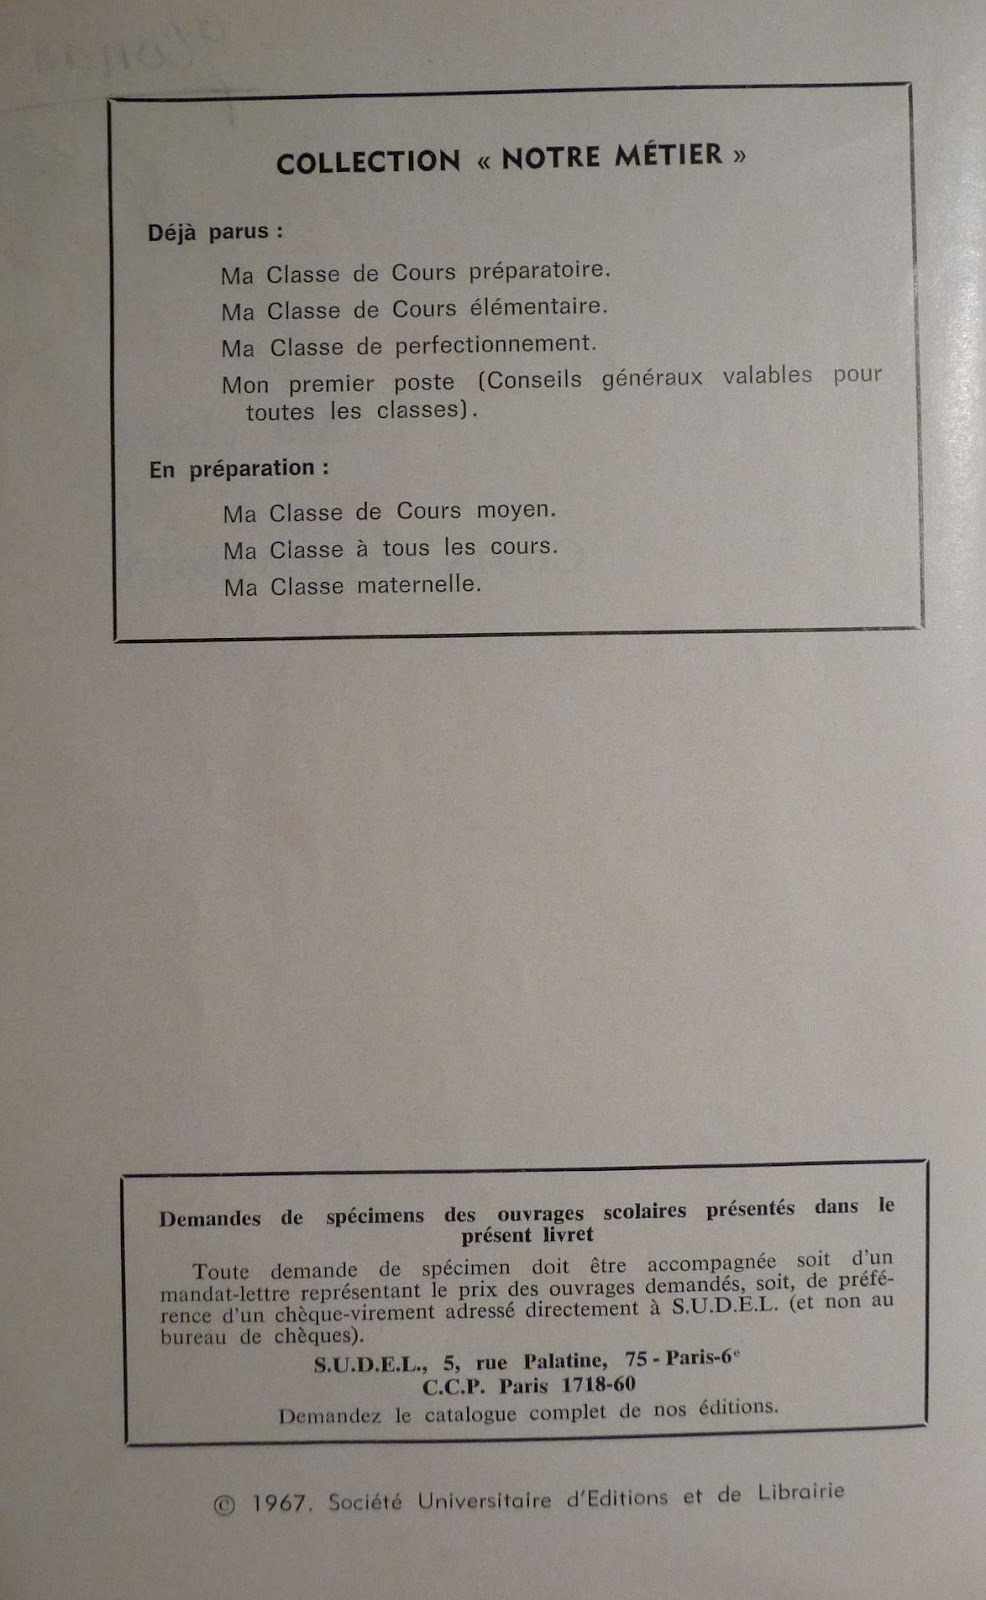 COLLECTION « NOTRE MÉTIER »
Déjà parus :
Ma Classe de Cours préparatoire.
Ma Classe de Cours élémentaire.
Ma Classe de perfectionnement.
Mon premier poste (Conseils généraux valables pour
toutes les classes).
En préparation :
Ma Classe de Cours moyen.
Ma Classe à tous les cours.
Ma Classe maternelle.
Demandes de spécimens des ouvrages scolaires présentés dans le
présent livret
Toute demande de spécimen doit être accompagnée soit d'un
mandat-lettre représentant le prix des ouvrages demandés, soit, de préfé-
rence d'un chèque-virement adressé directement à S.U.D.E.L. (et non au
bureau de chèques).
S.U.D.E.L., 5, rue Palatine, 75 - Paris-6e
C.C.P. Paris 1718-60
Demandez le catalogue complet de nos éditions.
© 1967. Société Universitaire d'Editions et de Librairie